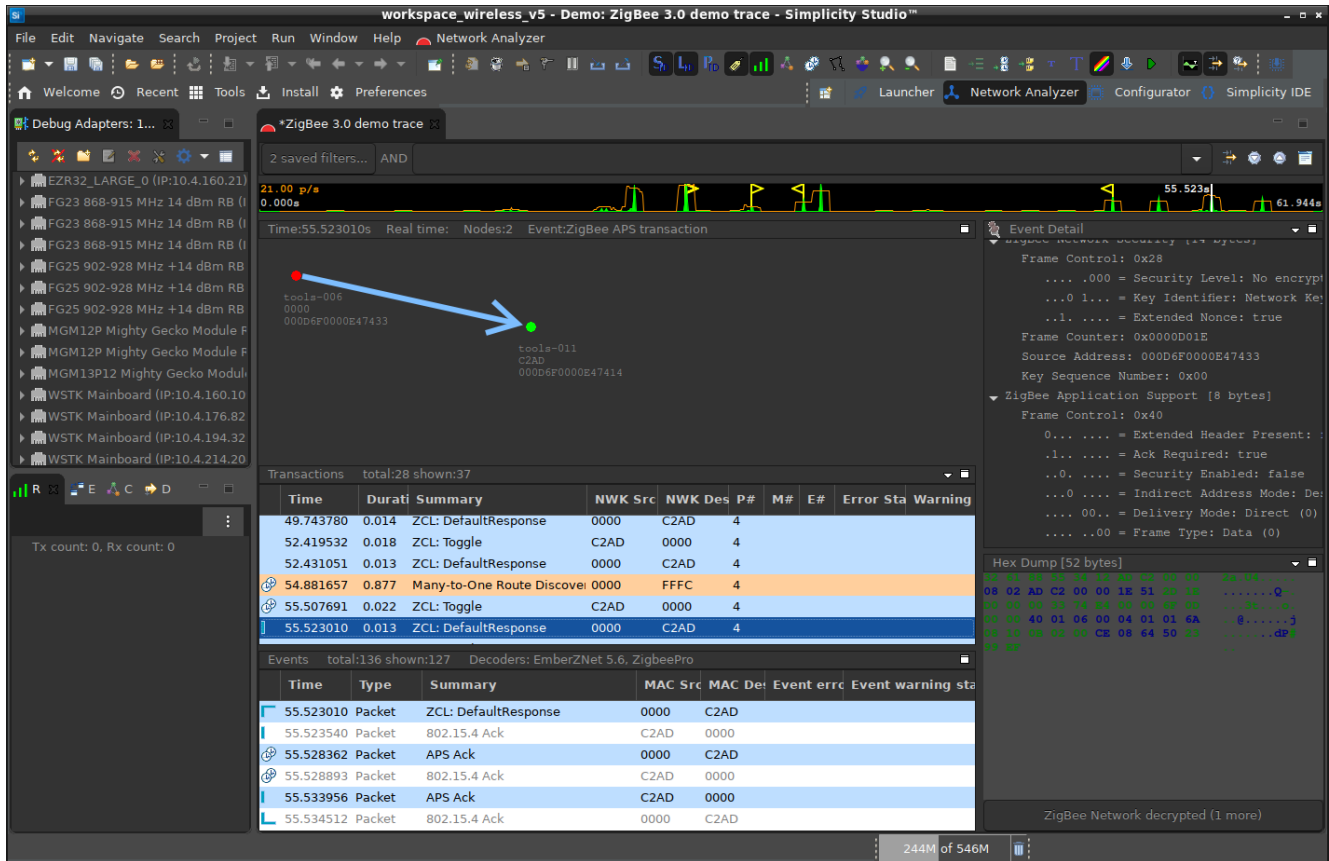 Si workspace_wireless_v5 - Demo: ZigBee 3.0 demo trace - Simplicity Studio™
File Edit Navigate Search Project Run Window Help Network Analyzer
Welcome Recent Tools Install Preferences Launcher Network Analyzer Configurator Simplicity IDE
Debug Adapters: 1...
*ZigBee 3.0 demo trace
2 saved filters... AND
EZR32_LARGE_0 (IP:10.4.160.21)
FG23 868-915 MHz 14 dBm RB (I
FG23 868-915 MHz 14 dBm RB (I
FG23 868-915 MHz 14 dBm RB (I
FG25 902-928 MHz +14 dBm RB
FG25 902-928 MHz +14 dBm RB
FG25 902-928 MHz +14 dBm RB
MGM12P Mighty Gecko Module F
MGM12P Mighty Gecko Module F
MGM13P12 Mighty Gecko Modul
WSTK Mainboard (IP:10.4.160.10
WSTK Mainboard (IP:10.4.176.82
WSTK Mainboard (IP:10.4.194.32
WSTK Mainboard (IP:10.4.214.20
R E C D
Tx count: 0, Rx count: 0
21.00 p/s 55.523s
0.000s 61.944s
Time:55.523010s Real time: Nodes:2 Event:ZigBee APS transaction
tools-006
0000
000D6F0000E47433
tools-011
C2AD
000D6F0000E47414
Transactions total:28 shown:37
Time Durati Summary NWK Src NWK Des P# M# E# Error Sta Warning
49.743780 0.014 ZCL: DefaultResponse 0000 C2AD 4
52.419532 0.018 ZCL: Toggle C2AD 0000 4
52.431051 0.013 ZCL: DefaultResponse 0000 C2AD 4
54.881657 0.877 Many-to-One Route Discover 0000 FFFC 4
55.507691 0.022 ZCL: Toggle C2AD 0000 4
55.523010 0.013 ZCL: DefaultResponse 0000 C2AD 4
Events total:136 shown:127 Decoders: EmberZNet 5.6, ZigbeePro
Time Type Summary MAC Src MAC Des Event erro Event warning sta
55.523010 Packet ZCL: DefaultResponse 0000 C2AD
55.523540 Packet 802.15.4 Ack C2AD 0000
55.528362 Packet APS Ack 0000 C2AD
55.528893 Packet 802.15.4 Ack C2AD 0000
55.533956 Packet APS Ack C2AD 0000
55.534512 Packet 802.15.4 Ack 0000 C2AD
Event Detail
ZigBee Network Security [14 bytes]
Frame Control: 0x28
.... .000 = Security Level: No encrypt
...0 1... = Key Identifier: Network Key
..1. .... = Extended Nonce: true
Frame Counter: 0x0000D01E
Source Address: 000D6F0000E47433
Key Sequence Number: 0x00
ZigBee Application Support [8 bytes]
Frame Control: 0x40
0... .... = Extended Header Present:
.1.. .... = Ack Required: true
..0. .... = Security Enabled: false
...0 .... = Indirect Address Mode: De
.... 00.. = Delivery Mode: Direct (0)
.... ..00 = Frame Type: Data (0)
Hex Dump [52 bytes]
08 02 AD C2 00 00 1E 51 .......Q
40 01 06 00 04 01 01 6A @......j
CE 08 64 50 ..dP
ZigBee Network decrypted (1 more)
244M of 546M